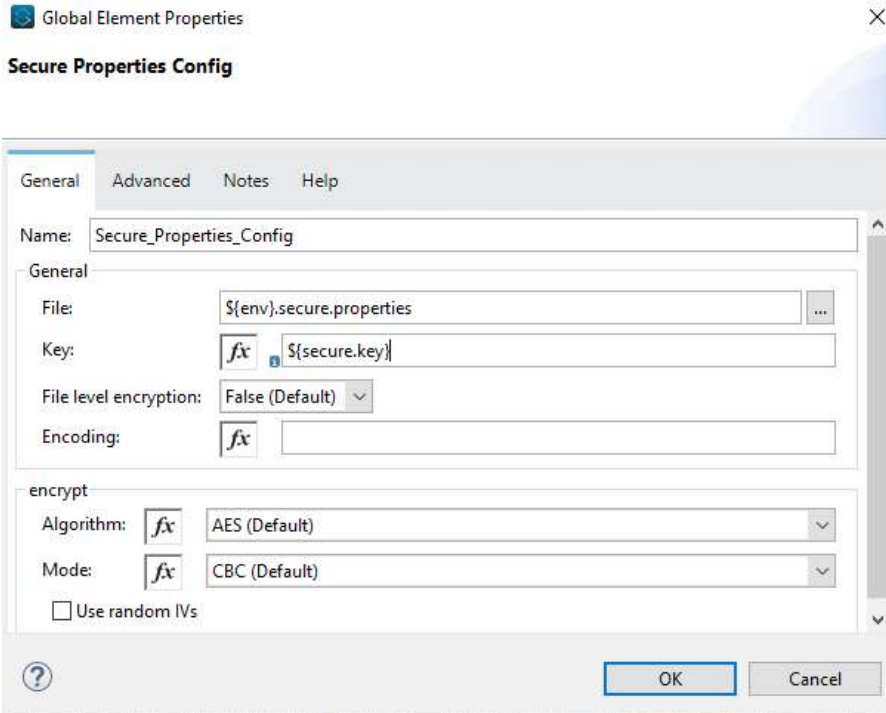 Global Element Properties
Secure Properties Config
General Advanced Notes Help
Name: Secure_Properties_Config
General
File: ${env}.secure.properties ...
Key: fx ${secure.key}
File level encryption: False (Default)
Encoding: fx
encrypt
Algorithm: fx AES (Default)
Mode: fx CBC (Default)
Use random IVs
? OK Cancel